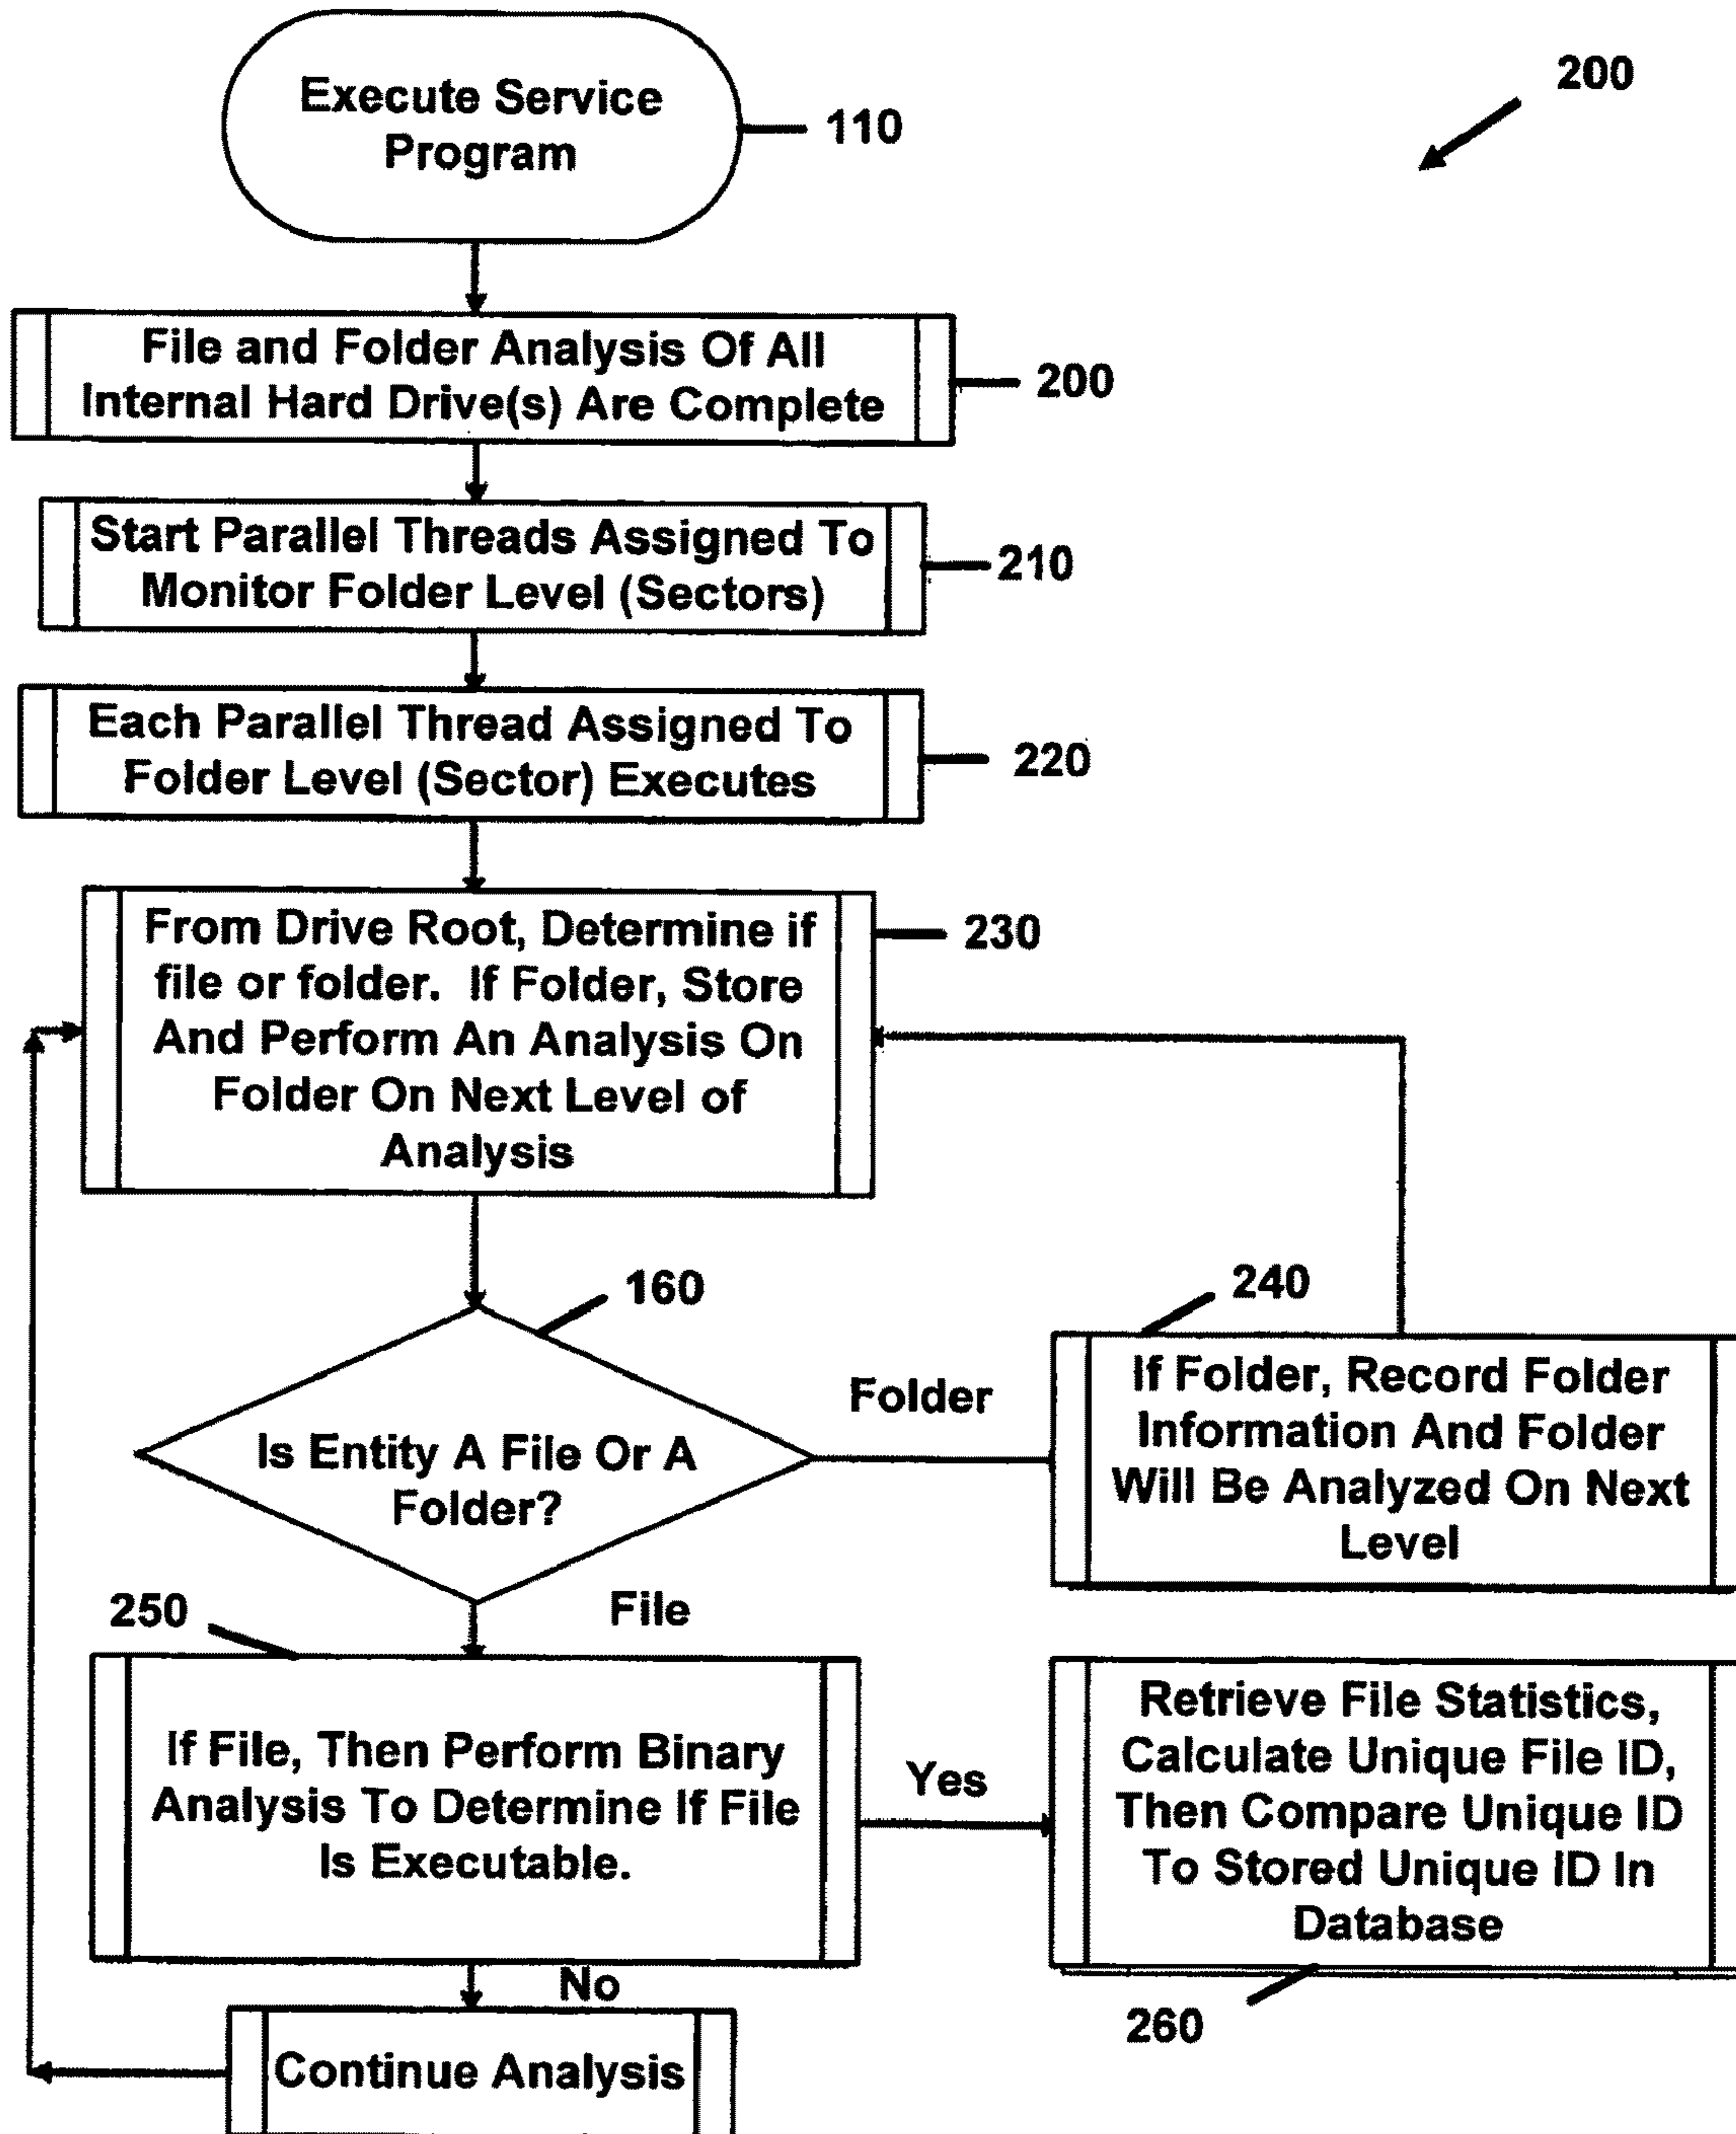 Execute Service
Program
110
200
File and Folder Analysis Of All
Internal Hard Drive(s) Are Complete
200
Start Parallel Threads Assigned To
Monitor Folder Level (Sectors)
210
Each Parallel Thread Assigned To
Folder Level (Sector) Executes
220
From Drive Root, Determine if
file or folder. If Folder, Store
And Perform An Analysis On
Folder On Next Level of
Analysis
230
160
Is Entity A File Or A
Folder?
Folder
240
If Folder, Record Folder
Information And Folder
Will Be Analyzed On Next
Level
File
250
If File, Then Perform Binary
Analysis To Determine If File
Is Executable.
Yes
Retrieve File Statistics,
Calculate Unique File ID,
Then Compare Unique ID
To Stored Unique ID In
Database
260
No
Continue Analysis